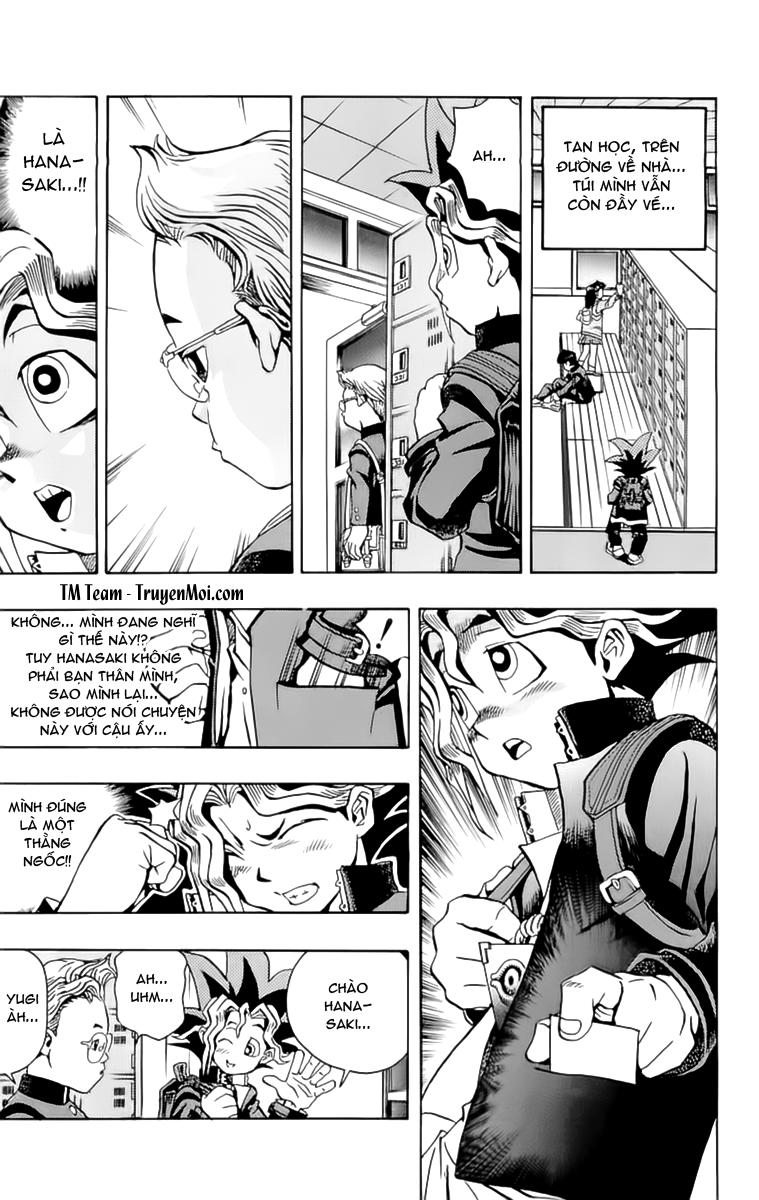 TAN HỌC, TRÊN
ĐƯỜNG VỀ NHÀ...
TÚI MÌNH VẪN
CÒN ĐẦY VÉ...
AH...
LÀ
HANA-
SAKI...!!
TM Team - TruyenMoi.com
KHÔNG... MÌNH ĐANG NGHĨ
GÌ THẾ NÀY!?
TUY HANASAKI KHÔNG
PHẢI BẠN THÂN MÌNH,
SAO MÌNH LẠI...
KHÔNG ĐƯỢC NÓI CHUYỆN
NÀY VỚI CẬU ẤY...
!
MÌNH ĐÚNG
LÀ MỘT
THẰNG
NGỐC!!
CHÀO
HANA-
SAKI...
AH...
UHM...
YUGI
ÀH...